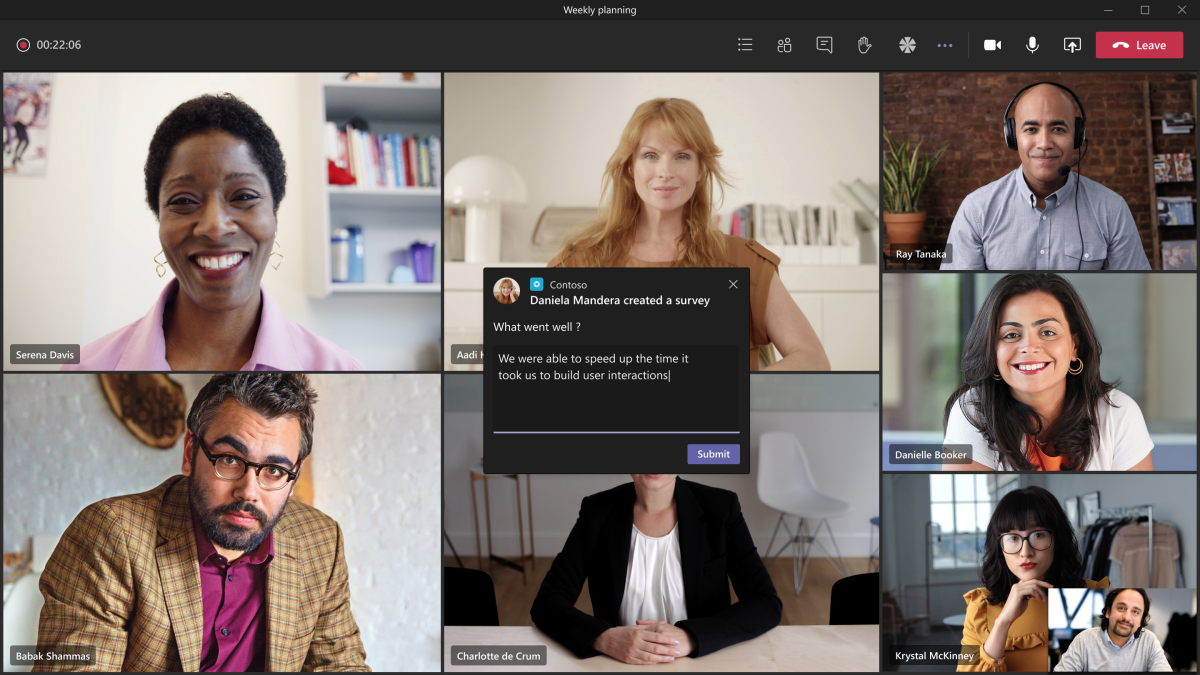 Weekly planning
00:22:06
Leave
Serena Davis
Aadi
Ray Tanaka
Contoso
Daniela Mandera created a survey
What went well ?
We were able to speed up the time it
took us to build user interactions
Submit
Danielle Booker
Babak Shammas
Charlotte de Crum
Krystal McKinney